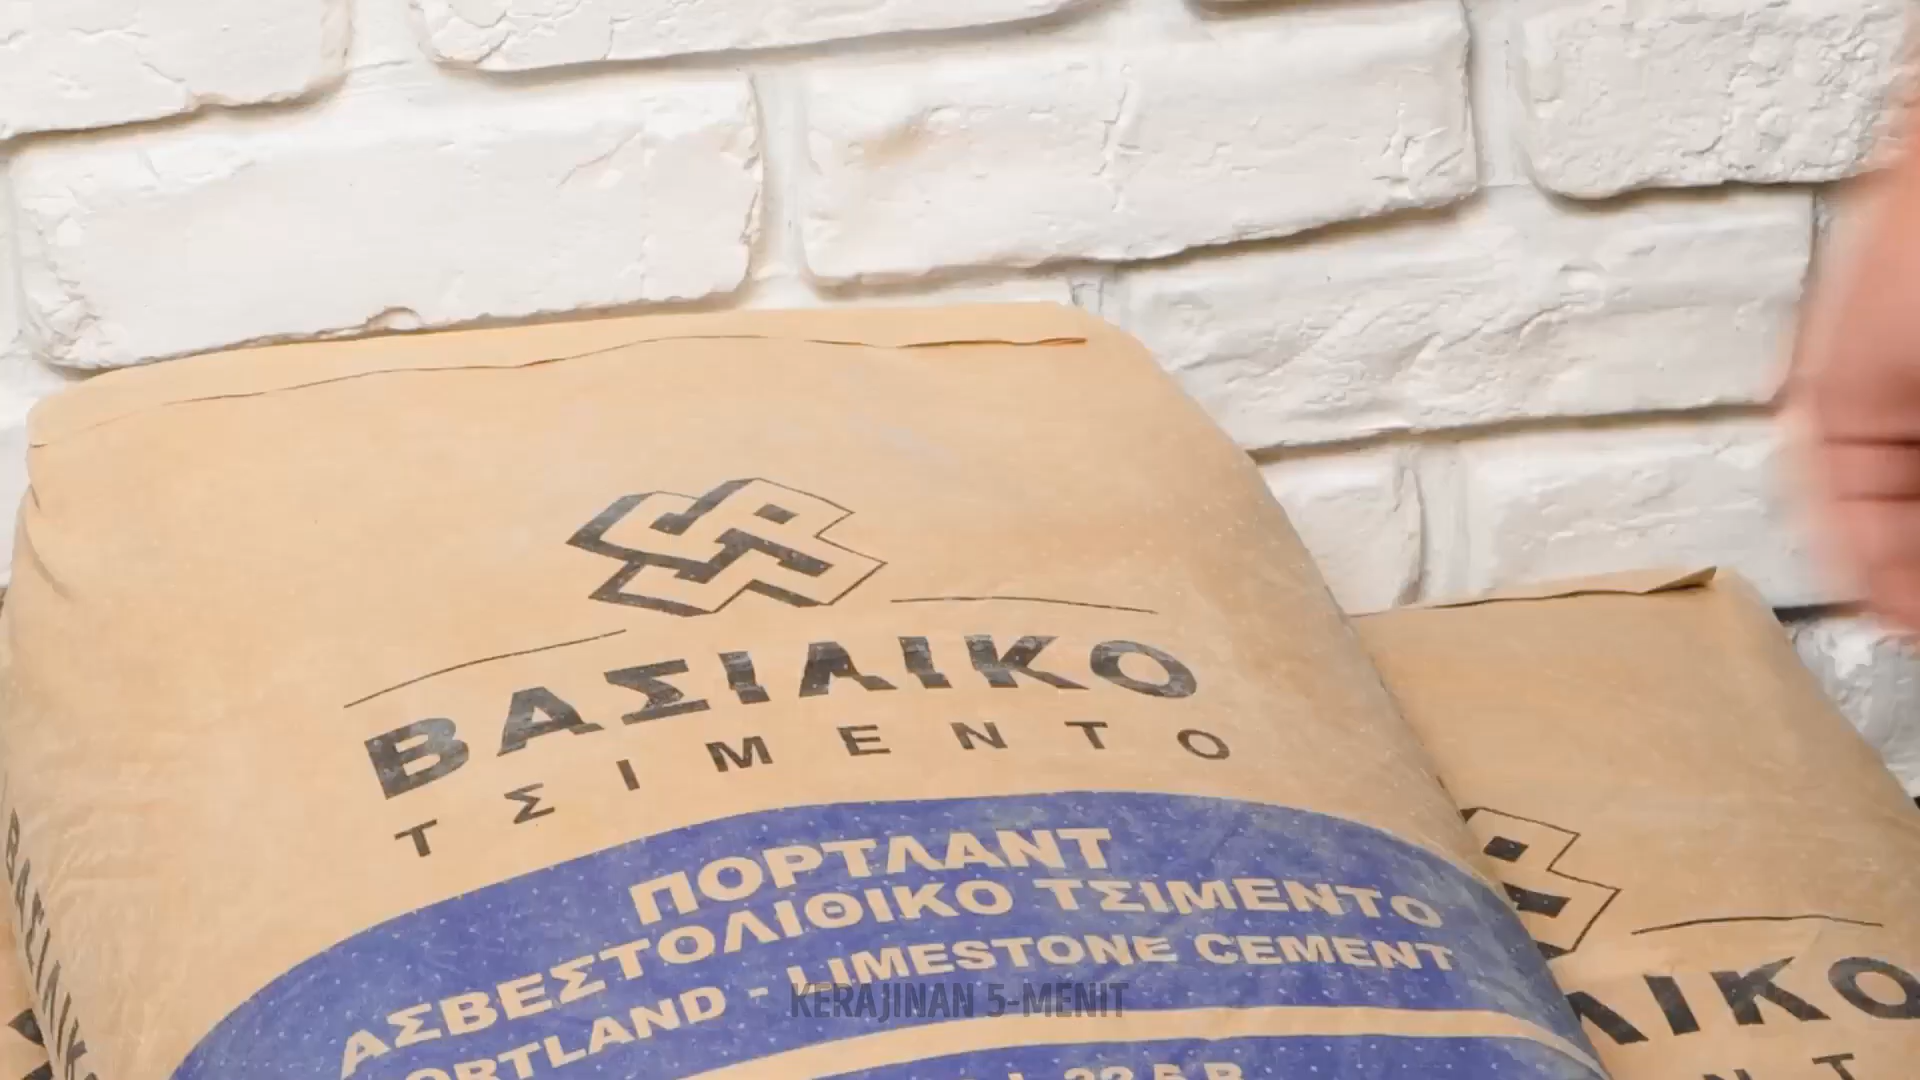 ΒΑΣΙΛΙΚΟ
ΤΣΙΜΕΝΤΟ
ΠΟΡΤΛΑΝΤ
ΑΣΒΕΣΤΟΛΙΘΙΚΟ ΤΣΙΜΕΝΤΟ
PORTLAND - LIMESTONE CEMENT
KERAJINAN 5-MENIT